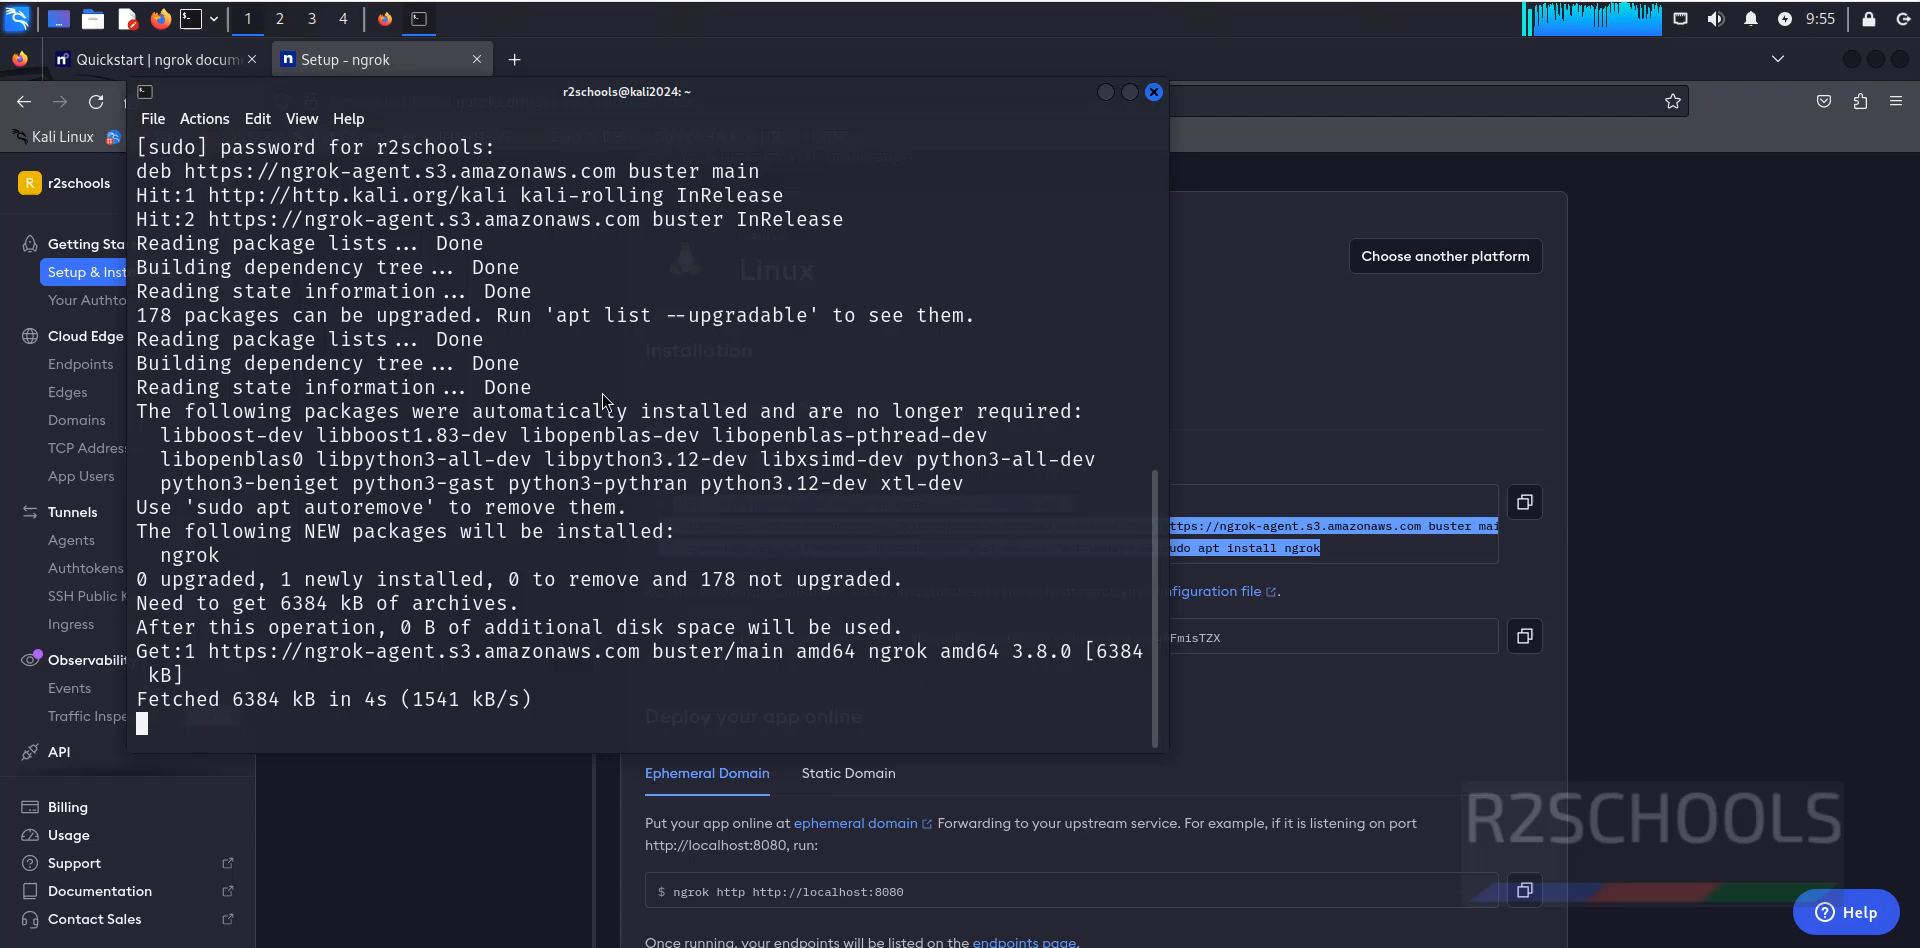 1 2 3 4 9:55
Quickstart | ngrok docum
Setup - ngrok
r2schools@kali2024: ~
File Actions Edit View Help
Kali Linux
[sudo] password for r2schools:
deb https://ngrok-agent.s3.amazonaws.com buster main
Hit:1 http://http.kali.org/kali kali-rolling InRelease
Hit:2 https://ngrok-agent.s3.amazonaws.com buster InRelease
Reading package lists... Done
Building dependency tree... Done
Reading state information... Done
178 packages can be upgraded. Run 'apt list --upgradable' to see them.
Reading package lists... Done
Building dependency tree... Done
Reading state information... Done
The following packages were automatically installed and are no longer required:
libboost-dev libboost1.83-dev libopenblas-dev libopenblas-pthread-dev
libopenblas0 libpython3-all-dev libpython3.12-dev libxsimd-dev python3-all-dev
python3-beniget python3-gast python3-pythran python3.12-dev xtl-dev
Use 'sudo apt autoremove' to remove them.
The following NEW packages will be installed:
ngrok
0 upgraded, 1 newly installed, 0 to remove and 178 not upgraded.
Need to get 6384 kB of archives.
After this operation, 0 B of additional disk space will be used.
Get:1 https://ngrok-agent.s3.amazonaws.com buster/main amd64 ngrok amd64 3.8.0 [6384
kB]
Fetched 6384 kB in 4s (1541 kB/s)
R r2schools
Getting Sta
Setup & Inst
Your Authto
Cloud Edge
Endpoints
Edges
Domains
TCP Addres
App Users
Tunnels
Agents
Authtokens
SSH Public K
Ingress
Observabili
Events
Traffic Inspe
API
Billing
Usage
Support
Documentation
Contact Sales
Linux
Choose another platform
Installation
ttps://ngrok-agent.s3.amazonaws.com buster mai
udo apt install ngrok
figuration file.
FmisTZX
Deploy your app online
Ephemeral Domain Static Domain
Put your app online at ephemeral domain Forwarding to your upstream service. For example, if it is listening on port
http://localhost:8080, run:
$ ngrok http http://localhost:8080
Once running, your endpoints will be listed on the endpoints page.
R2SCHOOLS
Help